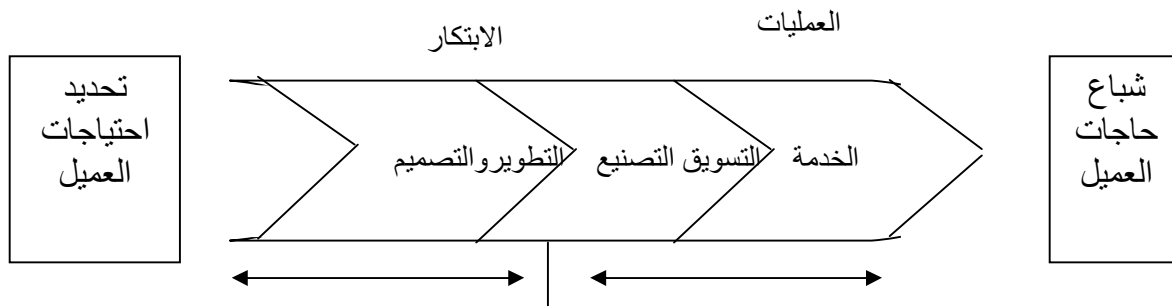 العمليات
الابتكار
شباع
حاجات
العميل
تحديد
احتياجات
العميل
الخدمة
التسويق التصنيع
التطويروالتصميم